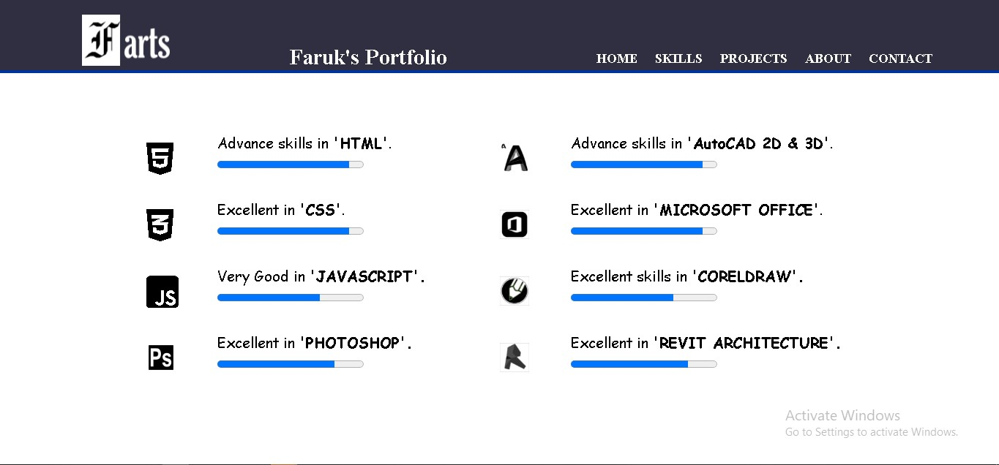 F arts
Faruk's Portfolio
HOME SKILLS PROJECTS ABOUT CONTACT
5
Advance skills in 'HTML'.
A
Advance skills in 'AutoCAD 2D & 3D'.
3
Excellent in 'CSS'.
Excellent in 'MICROSOFT OFFICE'.
JS
Very Good in 'JAVASCRIPT'.
Excellent skills in 'CORELDRAW'.
Ps
Excellent in 'PHOTOSHOP'.
R
Excellent in 'REVIT ARCHITECTURE'.
Activate Windows
Go to Settings to activate Windows.